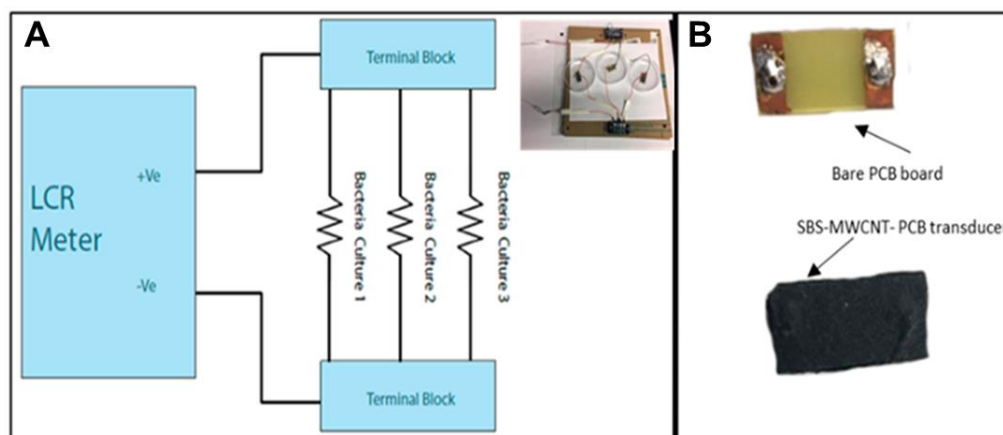 A
Terminal Block
LCR
Meter
+Ve
-Ve
Bacteria Culture 1
Bacteria Culture 2
Bacteria Culture 3
Terminal Block
B
Bare PCB board
SBS-MWCNT- PCB transducer